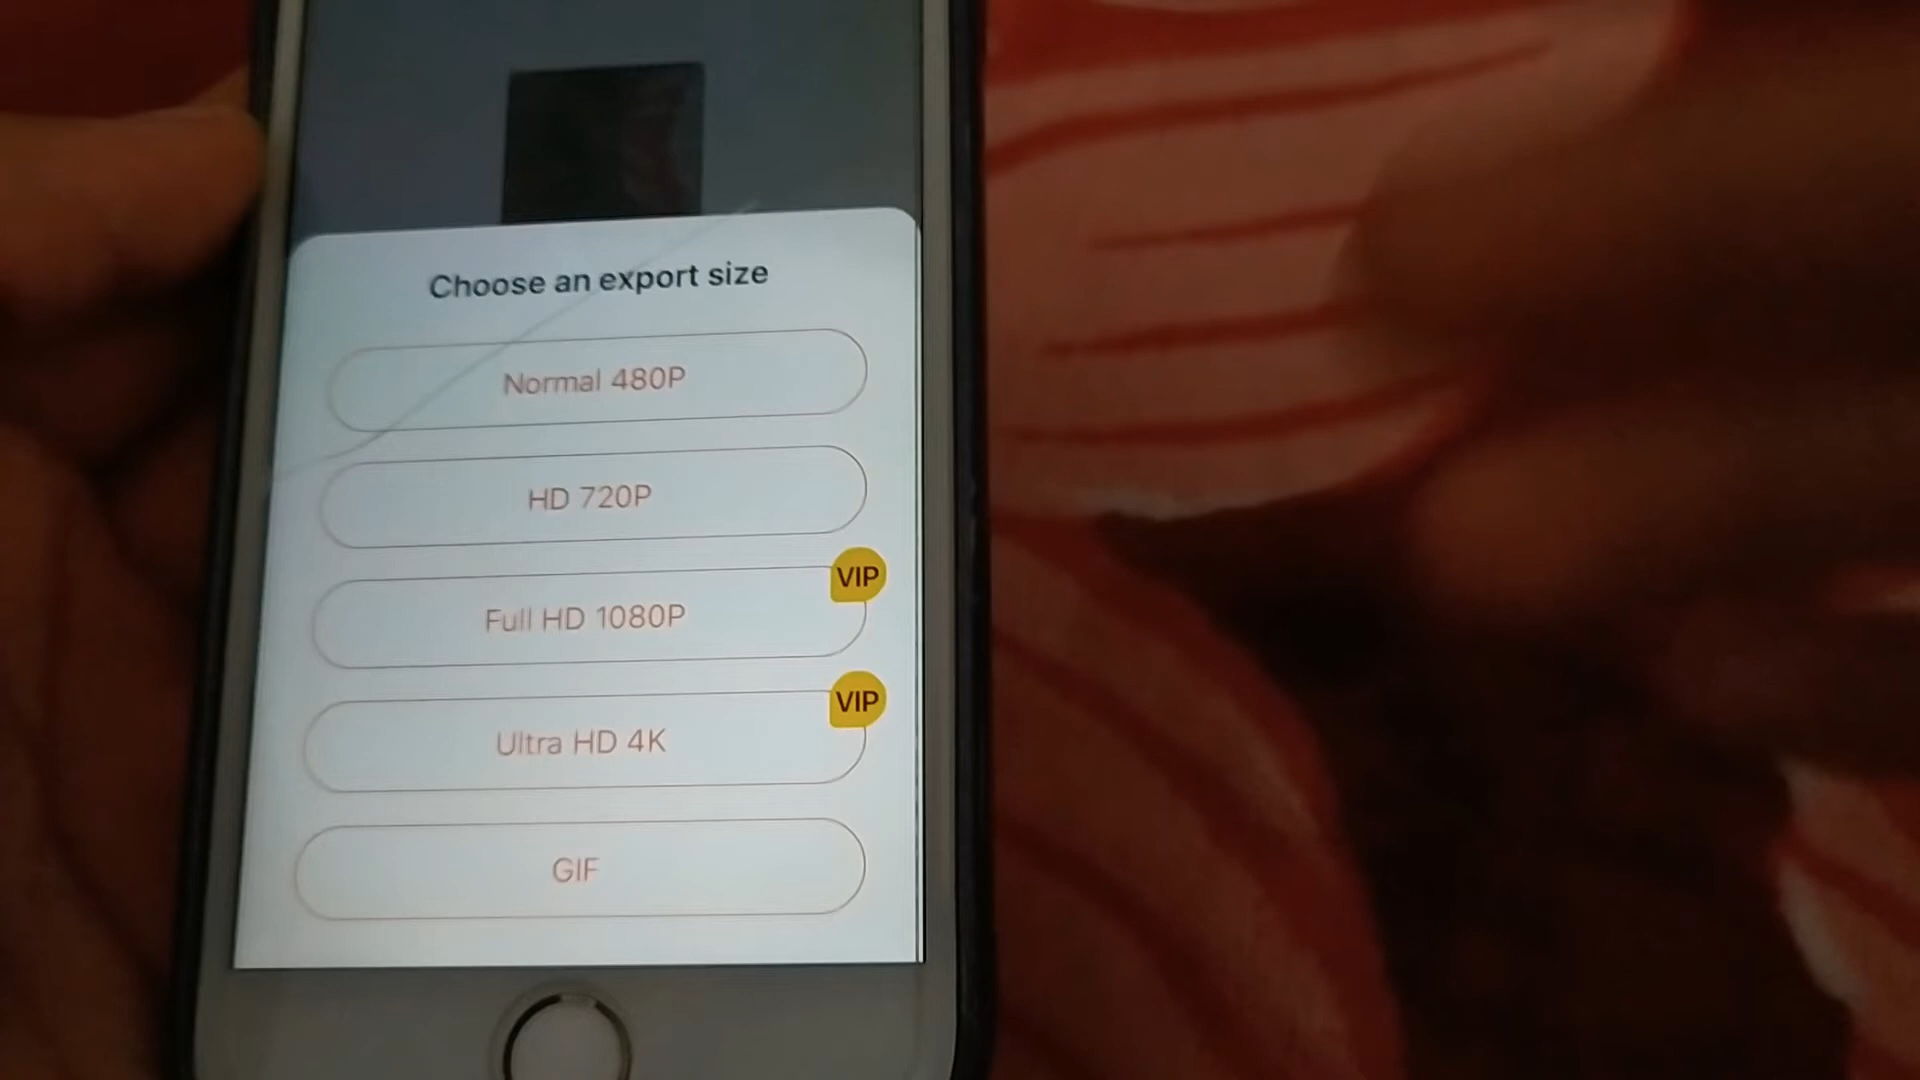 Choose an export size
Normal 480P
HD 720P
VIP
Full HD 1080P
VIP
Ultra HD 4K
GIF